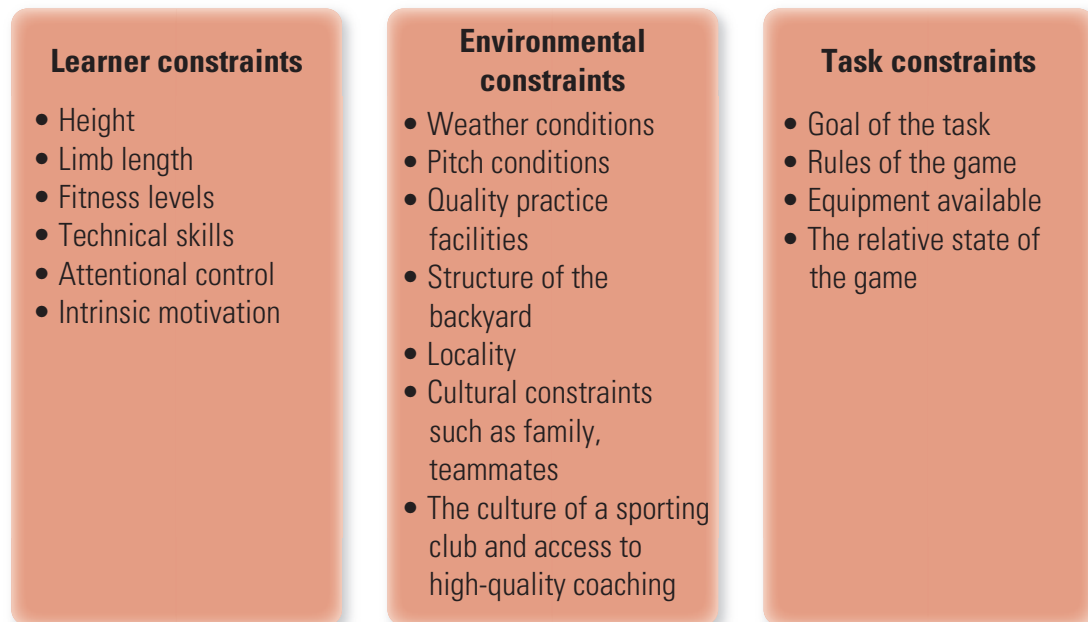 Learner constraints
• Height
• Limb length
• Fitness levels
• Technical skills
• Attentional control
• Intrinsic motivation
Environmental
constraints
• Weather conditions
• Pitch conditions
• Quality practice
facilities
• Structure of the
backyard
• Locality
• Cultural constraints
such as family,
teammates
• The culture of a sporting
club and access to
high-quality coaching
Task constraints
• Goal of the task
• Rules of the game
• Equipment available
• The relative state of
the game